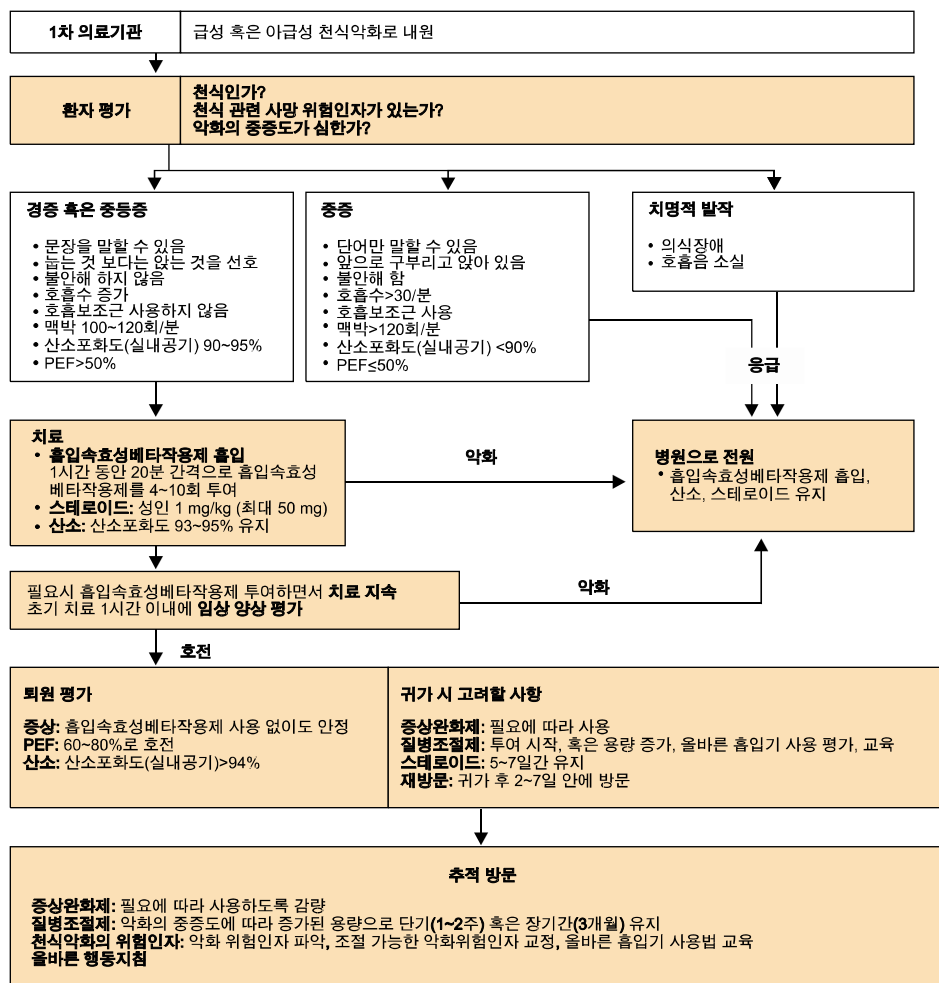 1차 의료기관
급성 혹은 아급성 천식악화로 내원
환자 평가
천식인가?
천식 관련 사망 위험인자가 있는가?
악화의 중증도가 심한가?
경증 혹은 중등증
• 문장을 말할 수 있음
• 눕는 것 보다는 앉는 것을 선호
• 불안해 하지 않음
• 호흡수 증가
• 호흡보조근 사용하지 않음
• 맥박 100~120회/분
• 산소포화도(실내공기) 90~95%
• PEF>50%
중증
• 단어만 말할 수 있음
• 앞으로 구부리고 앉아 있음
• 불안해 함
• 호흡수>30/분
• 호흡보조근 사용
• 맥박>120회/분
• 산소포화도(실내공기) <90%
• PEF≤50%
치명적 발작
• 의식장애
• 호흡음 소실
응급
치료
• 흡입속효성베타작용제 흡입
1시간 동안 20분 간격으로 흡입속효성
베타작용제를 4~10회 투여
• 스테로이드: 성인 1 mg/kg (최대 50 mg)
• 산소: 산소포화도 93~95% 유지
악화
병원으로 전원
• 흡입속효성베타작용제 흡입,
산소, 스테로이드 유지
필요시 흡입속효성베타작용제 투여하면서 치료 지속
초기 치료 1시간 이내에 임상 양상 평가
악화
호전
퇴원 평가
증상: 흡입속효성베타작용제 사용 없이도 안정
PEF: 60~80%로 호전
산소: 산소포화도(실내공기)>94%
귀가 시 고려할 사항
증상완화제: 필요에 따라 사용
질병조절제: 투여 시작, 혹은 용량 증가, 올바른 흡입기 사용 평가, 교육
스테로이드: 5~7일간 유지
재방문: 귀가 후 2~7일 안에 방문
추적 방문
증상완화제: 필요에 따라 사용하도록 감량
질병조절제: 악화의 중증도에 따라 증가된 용량으로 단기(1~2주) 혹은 장기간(3개월) 유지
천식악화의 위험인자: 악화 위험인자 파악, 조절 가능한 악화위험인자 교정, 올바른 흡입기 사용법 교육
올바른 행동지침